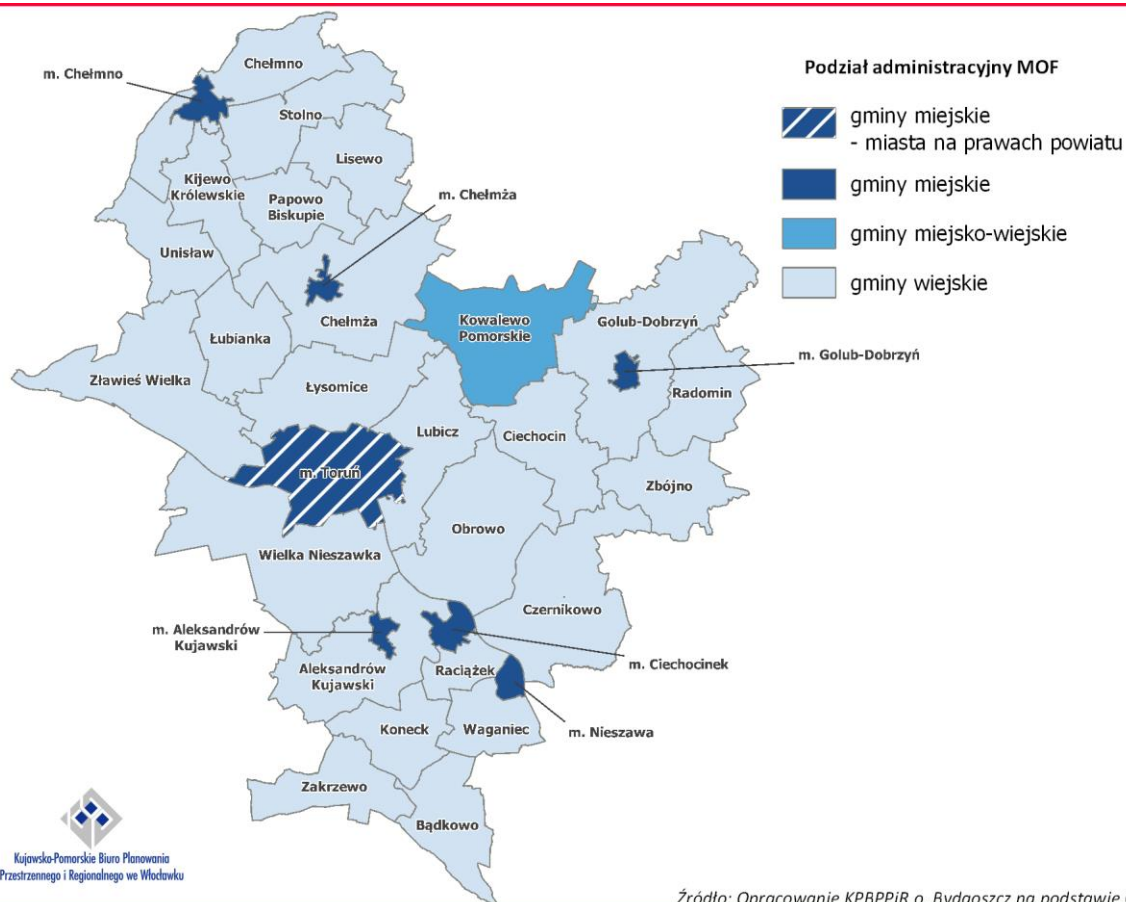 Podział administracyjny MOF
gminy miejskie
- miasta na prawach powiatu
gminy miejskie
gminy miejsko-wiejskie
gminy wiejskie
m. Chełmno
Chełmno
Stolno
Lisewo
Kijewo
Królewskie
Papowo
Biskupie
m. Chełmża
Unisław
Chełmża
Łubianka
Kowalewo
Pomorskie
Golub-Dobrzyń
m. Golub-Dobrzyń
Zławieś Wielka
Łysomice
Radomin
Lubicz
Ciechocin
m. Toruń
Zbójno
Obrowo
Wielka Nieszawka
Czernikowo
m. Aleksandrów
Kujawski
Aleksandrów
Kujawski
Raciążek
m. Ciechocinek
Koneck
Waganiec
m. Nieszawa
Zakrzewo
Bądkowo
Kujawsko-Pomorskie Biuro Planowania
Przestrzennego i Regionalnego we Włocławku
Źródło: Opracowanie KPBPPiR o. Bydgoszcz na podstawie